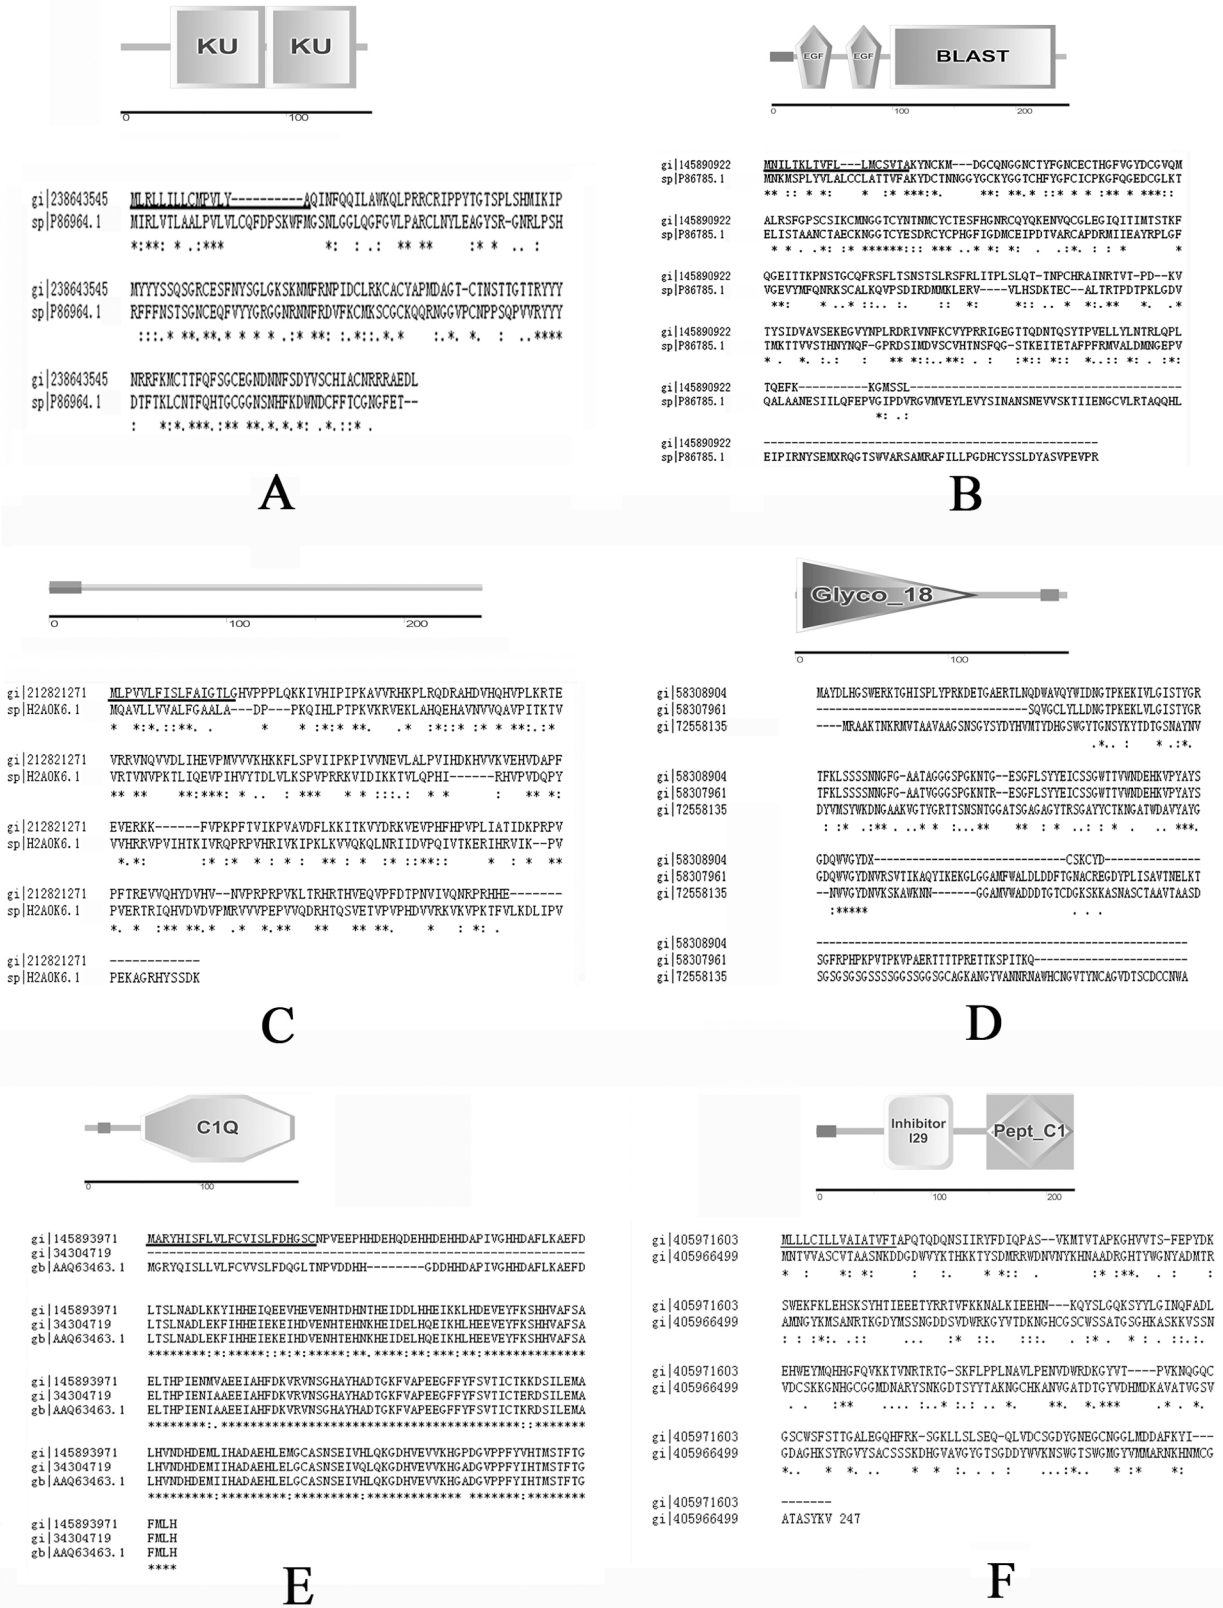 KU KU
0 100
gi|238643545 MLRLLILLCMPVLY----------AQINFQQILAWKQLPRRCRIPPYTGTSPLSHMIKIP
sp|P86964.1 MIRLVTLAALPVLVLCQFDPSKWFMGSNLGGLQGFGVLPARCLNYLEAGYSR-GNRLPSH
gi|238643545 MYYYSSQSGRCESFNYSGLGKSKNMFRNPIDCLRKCACYAPMDAGT-CTNSTTGTTRYYY
sp|P86964.1 RFFFNSTSGNCEQFVYYGRGGNRNNFRDVFKCMKSCGCKQQRNGGVPCNPPSQPVVRYYY
gi|238643545 NRRFKMCTTFQFSGCEGNDNNFSDYVSCHIACNRRRAEDL
sp|P86964.1 DTFTKLCNTFQHTGCGGNSNHFKDWNDCFFTCGNGFET--
A
EGF EGF BLAST
0 100 200
gi|145890922 MNILTKLTVFL---LMCSVTAKYNCKM---DGCQNGGNCTYFGNCECTHGFVGYDCGVQM
sp|P86785.1 MNKMSPLYVLALCCLATTVFAKYDCTNNGGYGCKYGGTCHFYGFCICPKGFQGEDCGLKT
gi|145890922 ALRSFGPSCSIKCMNGGTCYNTNMCYCTESFHGNRCQYQKENVQCGLEGIQITIMTSTKF
sp|P86785.1 ELISTAANCTAECKNGGTCYESDRCYCPHGFIGDMCEIPDTVARCAPDRMIIEAYRPLGF
gi|145890922 QGEITTKPNSTGCQFRSFLTSNSTSLRSFRLITPLSLQT-TNPCHRAINRTVT-PD--KV
sp|P86785.1 VGEVYMFQNRKSCALKQVPSDIRDMMKLERV----VLHSDKTEC--ALTRTPDTPKLGDV
gi|145890922 TYSIDVAVSEKEGVYNPLRDRIVNFKCVYPRRIGEGTTQDNTQSYTPVELLYLNTRLQPL
sp|P86785.1 TMKTTVVSTHNYNQF-GPRDSIMDVSCVHTNSFQG-STKEITETAFPFRMVALDMNGEPV
gi|145890922 TQEFK----------KGMSSL---------------------------------------
sp|P86785.1 QALAANESIILQFEPVGIPDVRGVMVEYLEVYSINANSNEVVSKTIIENGCVLRTAQQHL
gi|145890922 ------------------------------------------------
sp|P86785.1 EIPIRNYSEMXRQGTSWVARSAMRAFILLPGDHCYSSLDYASVPEVPR
B
0 100 200
gi|212821271 MLPVVLFISLFAIGTLGHVPPPLQKKIVHIPIPKAVVRHKPLRQDRAHDVHQHVPLKRTE
sp|H2A0K6.1 MQAVLLVVALFGAALA---DP---PKQIHLPTPKVKRVEKLAHQEHAVNVVQAVPITKTV
gi|212821271 VRRVNQVVDLIHEVPMVVVKHKKFLSPVIIPKPIVVNEVLALPVIHDKHVVKVEHVDAPF
sp|H2A0K6.1 VRTVNVPKTLIQEVPIHVYTDLVLKSPVPRRKVIDIKKTVLQPHI------RHVPVDQPY
gi|212821271 EVERKK------FVPKPFTVIKPVAVDFLKKITKVYDRKVEVPHFHPVPLIATIDKPRPV
sp|H2A0K6.1 VVHRRVPVIHTKIVRQPRPVHRIVKIPKLKVVQKQLNRIIDVPQIVTKERIHRVIK--PV
gi|212821271 PFTREVVQHYDVHV--NVPRPRPVKLTRHRTHVEQVPFDTPNVIVQNRPRHHE-------
sp|H2A0K6.1 PVERTRIQHVDVDVPMRVVVPEPVVQDRHTQSVETVPVPHDVVRKVKVPKTFVLKDLIPV
gi|212821271 ------------
sp|H2A0K6.1 PEKAGRHYSSDK
C
Glyco_18
0 100
gi|58308904 MAYDLHGSWERKTGHISPLYPRKDETGAERTLNQDWAVQYWIDNGTPKEKIVLGISTYGR
gi|58307961 ---------------------------------SQVGCLYLLDNGTPKEKLVLGISTYGR
gi|72558135 ----MRAAKTNKRMVTAAVAAGSNSGYSYDYHVMTYDHGSWGYTGNSYKYTDTGSNAYNV
gi|58308904 TFKLSSSSNNGFG-AATAGGGSPGKNTG--ESGFLSYYEICSSGWTTVWNDEHKVPYAYS
gi|58307961 TFKLSSSSNNGFG-AATVGGGSPGKNTR--ESGFLSYYEICSSGWTTVWNDEHKVPYAYS
gi|72558135 DYVMSYWKDNGAAKVGTYGRTTSNSNTGGATSGAGAGYTRSGAYYCTKNGATWDAVYAYG
gi|58308904 GDQWVGYDX-------------------------------CSKCYD--------------
gi|58307961 GDQWVGYDNVRSVTIKAQYIKEKGLGGAMFWALDLDDFTGNACREGDYPLISAVTNELKT
gi|72558135 --NWVGYDNVKSKAWKNN-------GGAMVWADDDTGTCDGKSKKASNASCTAAVTAASD
gi|58308904 ------------------------------------------------------------
gi|58307961 SGFRPHPKPVTPKVPAERTTTTPRETTKSPITKQ-------------------------
gi|72558135 SGSGSGSGSSSSGGSSGGSGCAGKANGYVANNRNAWHCNGVTYNCAGVDTSCDCCNWA
D
C1Q
0 100
gi|145893971 MARYHISFLVLFCVISLFDHGSCNPVEEPHHDEHQDEHHDEHHDAPIVGHHDAFLKAEFD
gi|34304719 ------------------------------------------------------------
gb|AAQ63463.1 MGRYQISLLVLFCVVSLFDQGLTNPVDDHH--------GDDHHDAPIVGHHDAFLKAEFD
gi|145893971 LTSLNADLKKYIHHEIQEEVHEVENHTDHNTHEIDDLHHEIKKLHDEVEYFKSHHVAFSA
gi|34304719 LTSLNADLEKFIHHEIEKEIHDVENHTEHNKHEIDELHQEIKHLHEEVEYFKSHHVAFSA
gb|AAQ63463.1 LTSLNADLEKFIHHEIEKEIHDVENHTEHNKHEIDELHQEIKHLHEEVEYFKSHHVAFSA
gi|145893971 ELTHPIENMVAEEIAHFDKVRVNSGHAYHADTGKFVAPEEGFFYFSVTICTKKDSILEMA
gi|34304719 ELTHPIENIAAEEIAHFDKVRVNSGHAYHADTGKFVAPEEGFFYFSVTICTKRDSILEMA
gb|AAQ63463.1 ELTHPIENIAAEEIAHFDKVRVNSGHAYHADTGKFVAPEEGFFYFSVTICTKRDSILEMA
gi|145893971 LHVNDHDEMLIHADAEHLEMGCASNSEIVHLQKGDHVEVVKHGPDGVPPFYVHTMSTFTG
gi|34304719 LHVNDHDEMIIHADAEHLELGCASNSEIVQLQKGDHVEVVKHGADGVPPFYIHTMSTFTG
gb|AAQ63463.1 LHVNDHDEMIIHADAEHLELGCASNSEIVHLQKGDHVEVVKHGADGVPPFYIHTMSTFTG
gi|145893971 FMLH
gi|34304719 FMLH
gb|AAQ63463.1 FMLH
E
Inhibitor
I29
Pept_C1
0 100 200
gi|405971603 MLLLCILLVAIATVFTAPQTQDQNSIIRYFDIQPAS--VKMTVTAPKGHVVTS-FEPYDK
gi|405966499 MNTVVASCVTAASNKDDGDWVYKTHKKTYSDMRRWDNVNYKHNAADRGHTYWGNYADMTR
gi|405971603 SWEKFKLEHSKSYHTIEEETYRRTVFKKNALKIEEHN---KQYSLGQKSYYLGINQFADL
gi|405966499 AMNGYKMSANRTKGDYMSSNGDDSVDWRKGYVTDKNGHCGSCWSSATGSGHKASKKVSSN
gi|405971603 EHWEYMQHHGFQVKKTVNRTRTG-SKFLPPLNAVLPENVDWRDKGYVT----PVKNQGQC
gi|405966499 VDCSKKGNHGCGGMDNARYSNKGDTSYYTAKNGCHKANVGATDTGYVDHMDKAVATVGSV
gi|405971603 GSCWSFSTTGALEGQHFRK-SGKLLSLSEQ-QLVDCSGDYGNEGCNGGLMDDAFKYI---
gi|405966499 GDAGHKSYRGVYSACSSSKDHGVAVGYGTSGDDYWVKNSWGTSWGMGYVMMARNKHNMCG
gi|405971603 -------
gi|405966499 ATASYKV 247
F